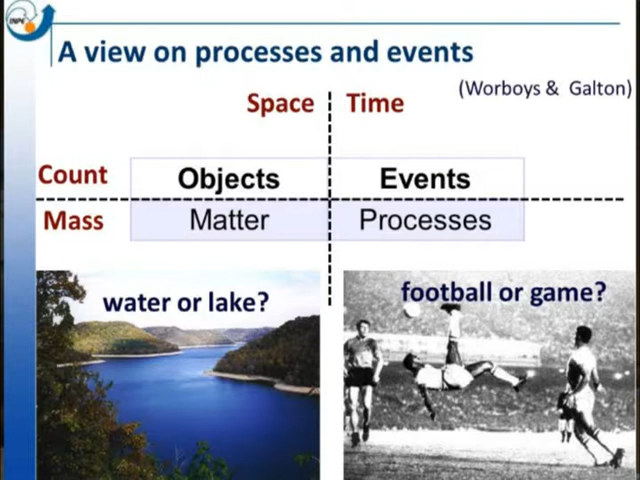 INPE
A view on processes and events
(Worboys & Galton)
Space Time
Count Objects Events
Mass Matter Processes
water or lake?
football or game?